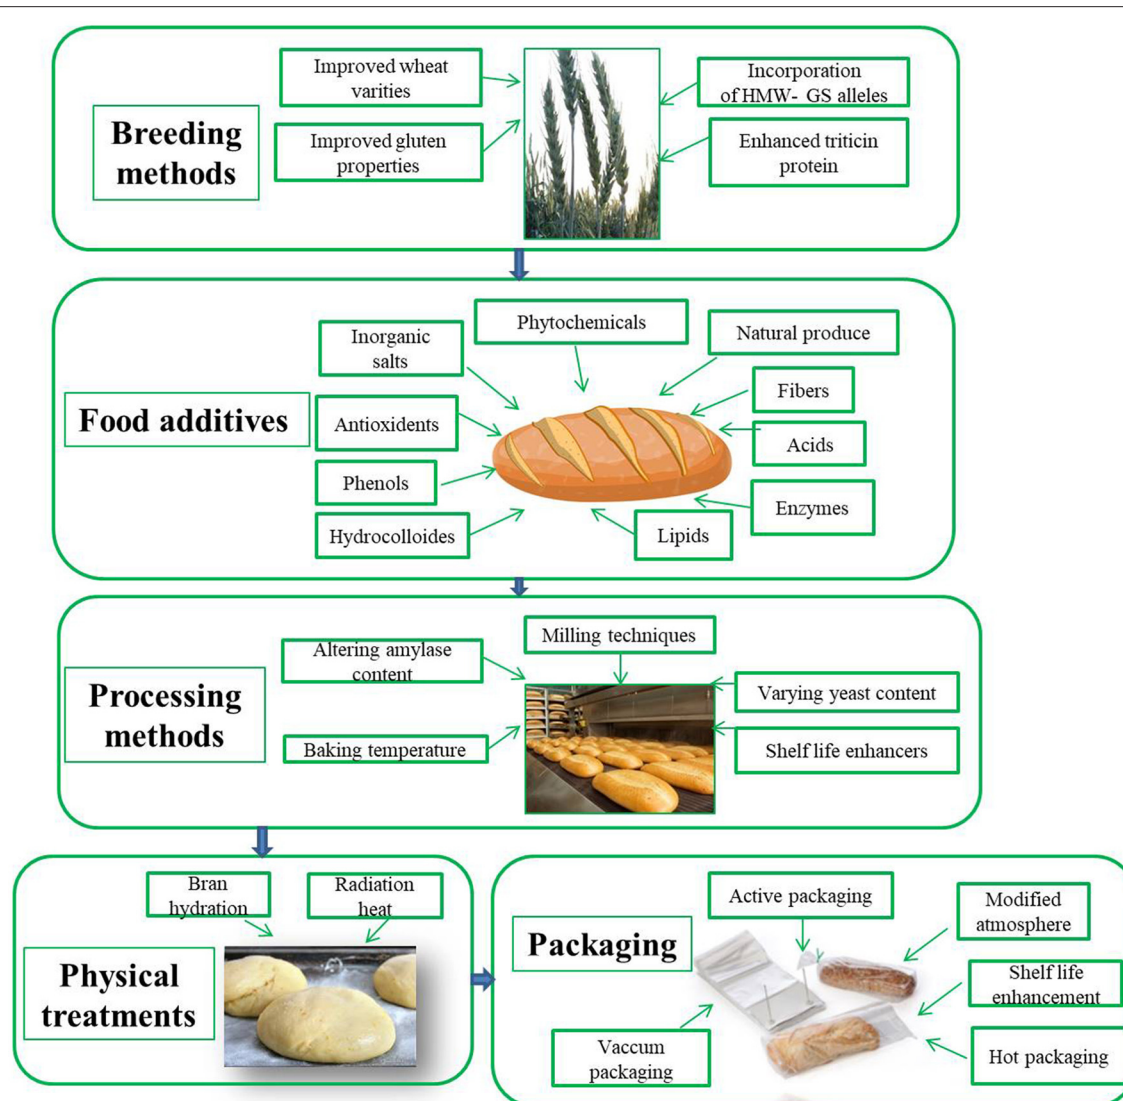 Breeding
methods
Improved wheat
varities
Improved gluten
properties
Incorporation
of HMW- GS alleles
Enhanced triticin
protein
Food additives
Inorganic
salts
Phytochemicals
Natural produce
Antioxidents
Fibers
Phenols
Acids
Hydrocolloides
Enzymes
Lipids
Processing
methods
Altering amylase
content
Milling techniques
Varying yeast content
Baking temperature
Shelf life enhancers
Physical
treatments
Bran
hydration
Radiation
heat
Packaging
Active packaging
Modified
atmosphere
Shelf life
enhancement
Vaccum
packaging
Hot packaging